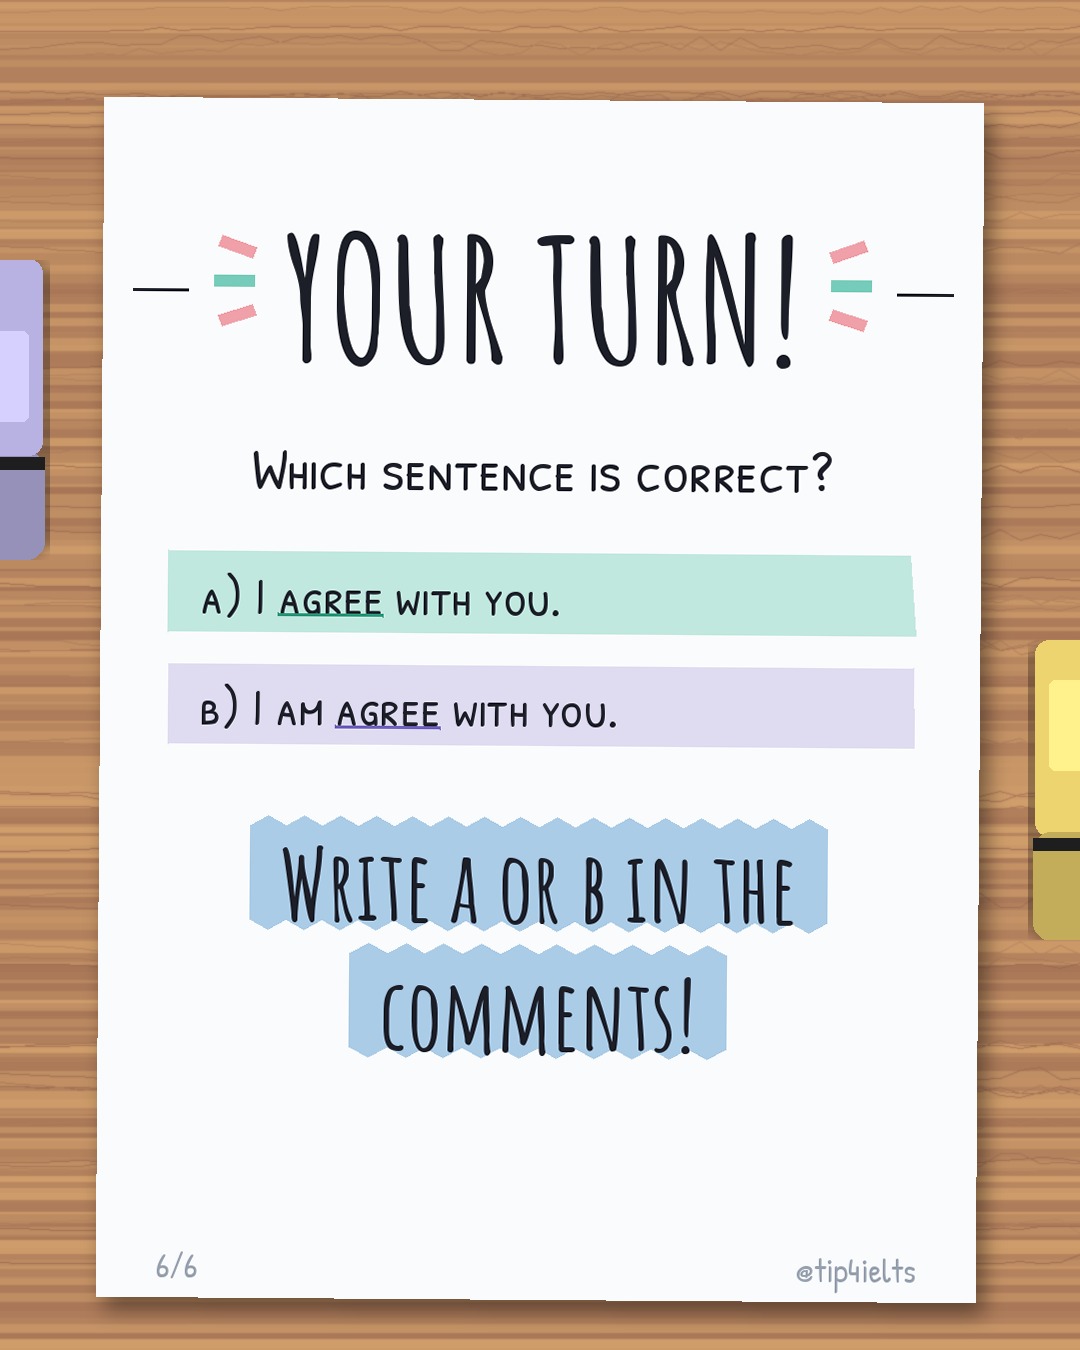 YOUR TURN!
WHICH SENTENCE IS CORRECT?
A) I AGREE WITH YOU.
B) I AM AGREE WITH YOU.
WRITE A OR B IN THE
COMMENTS!
6/6
@tip4ielts